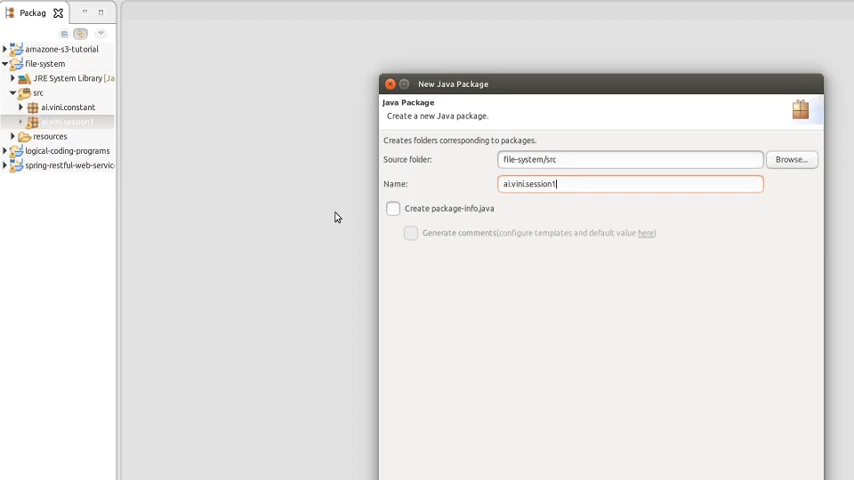 Packag
amazone-s3-tutorial
file-system
JRE System Library [Ja
src
ai.vini.constant
ai.vini.session1
resources
logical-coding-programs
spring-restful-web-service
New Java Package
Java Package
Create a new Java package.
Creates folders corresponding to packages.
Source folder: file-system/src Browse...
Name: ai.vini.session1
Create package-info.java
Generate comments(configure templates and default value here)